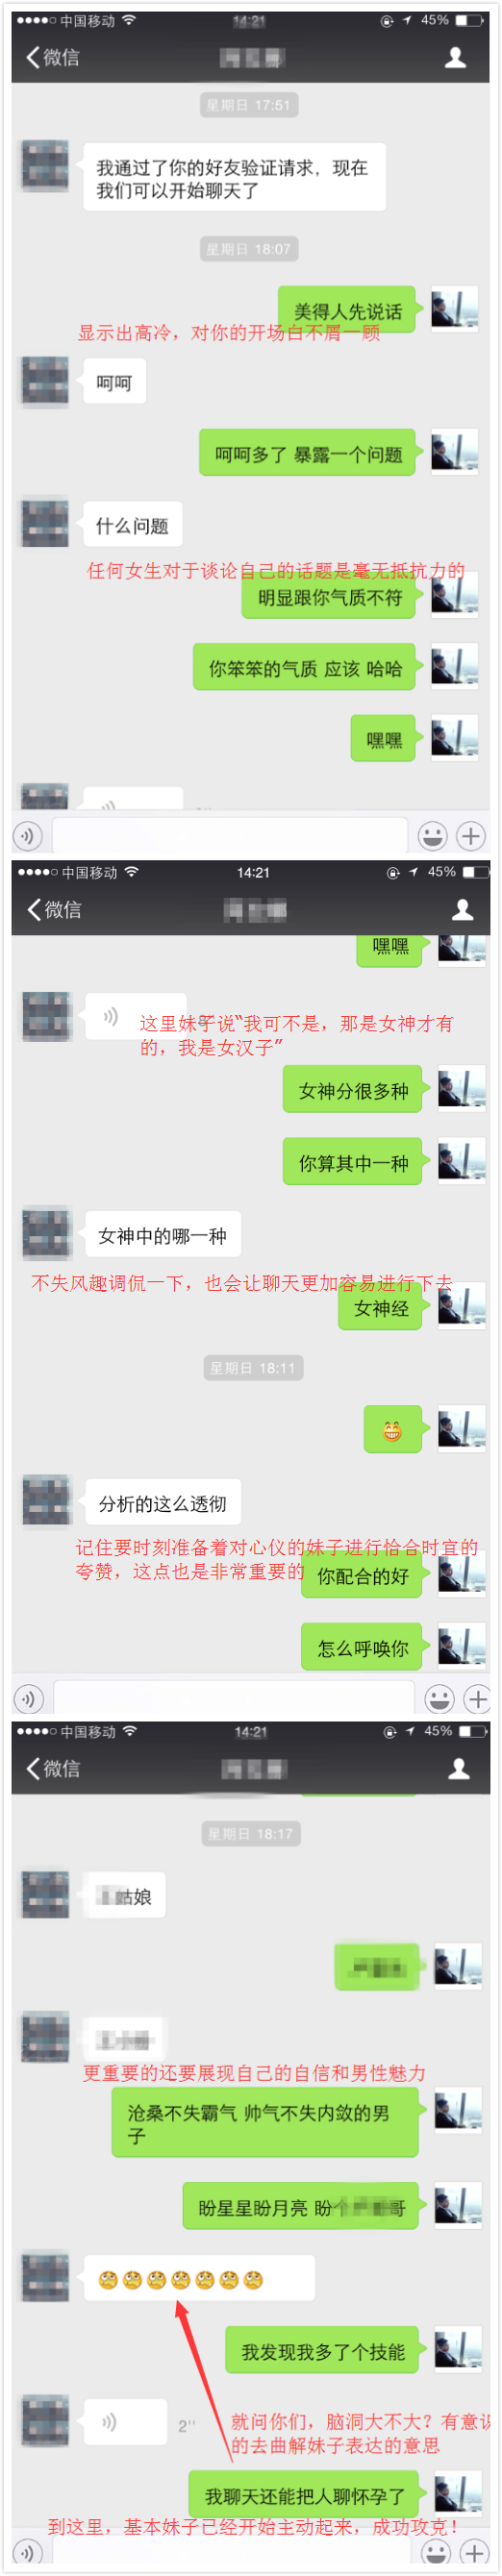 中国移动
14:21
45%
微信
星期日 17:51
我通过了你的好友验证请求，现在
我们可以开始聊天了
星期日 18:07
美得人先说话
显示出高冷，对你的开场白不屑一顾
呵呵
呵呵多了 暴露一个问题
什么问题
任何女生对于谈论自己的话题是毫无抵抗力的
明显跟你气质不符
你笨笨的气质 应该 哈哈
嘿嘿
中国移动
14:21
45%
微信
嘿嘿
这里妹子说“我可不是，那是女神才有
的，我是女汉子”
女神分很多种
你算其中一种
女神中的哪一种
不失风趣调侃一下，也会让聊天更加容易进行下去
女神经
星期日 18:11
分析的这么透彻
记住要时刻准备着对心仪的妹子进行恰合时宜的
夸赞，这点也是非常重要的
你配合的好
怎么呼唤你
中国移动
14:21
45%
微信
星期日 18:17
姑娘
更重要的还要展现自己的自信和男性魅力
沧桑不失霸气 帅气不失内敛的男
子
盼星星盼月亮 盼个 哥
我发现我多了个技能
2''
就问你们，脑洞大不大？有意识
的去曲解妹子表达的意思
我聊天还能把人聊怀孕了
到这里，基本妹子已经开始主动起来，成功攻克！